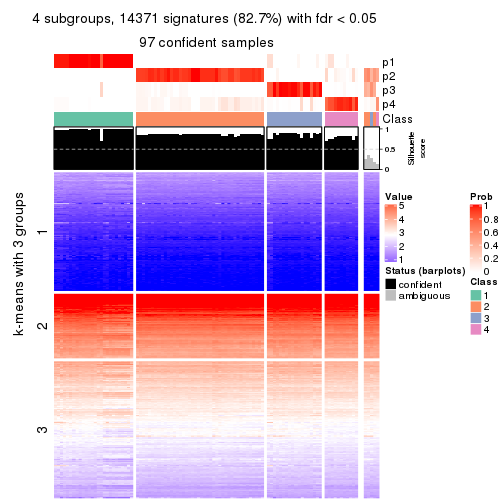 4 subgroups, 14371 signatures (82.7%) with fdr < 0.05
97 confident samples
p1
p2
p3
p4
Class
1
0.5
0
Silhouette
score
k-means with 3 groups
1
2
3
Value
5
4
3
2
1
Status (barplots)
confident
ambiguous
Prob
1
0.8
0.6
0.4
0.2
0
Class
1
2
3
4